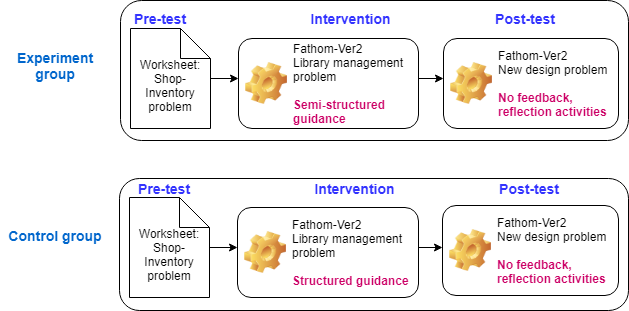 Pre-test
Intervention
Post-test
Experiment
group
Worksheet:
Shop-
Inventory
problem
Fathom-Ver2
Library management
problem
Semi-structured
guidance
Fathom-Ver2
New design problem
No feedback,
reflection activities
Pre-test
Intervention
Post-test
Control group
Worksheet:
Shop-
Inventory
problem
Fathom-Ver2
Library management
problem
Structured guidance
Fathom-Ver2
New design problem
No feedback,
reflection activities